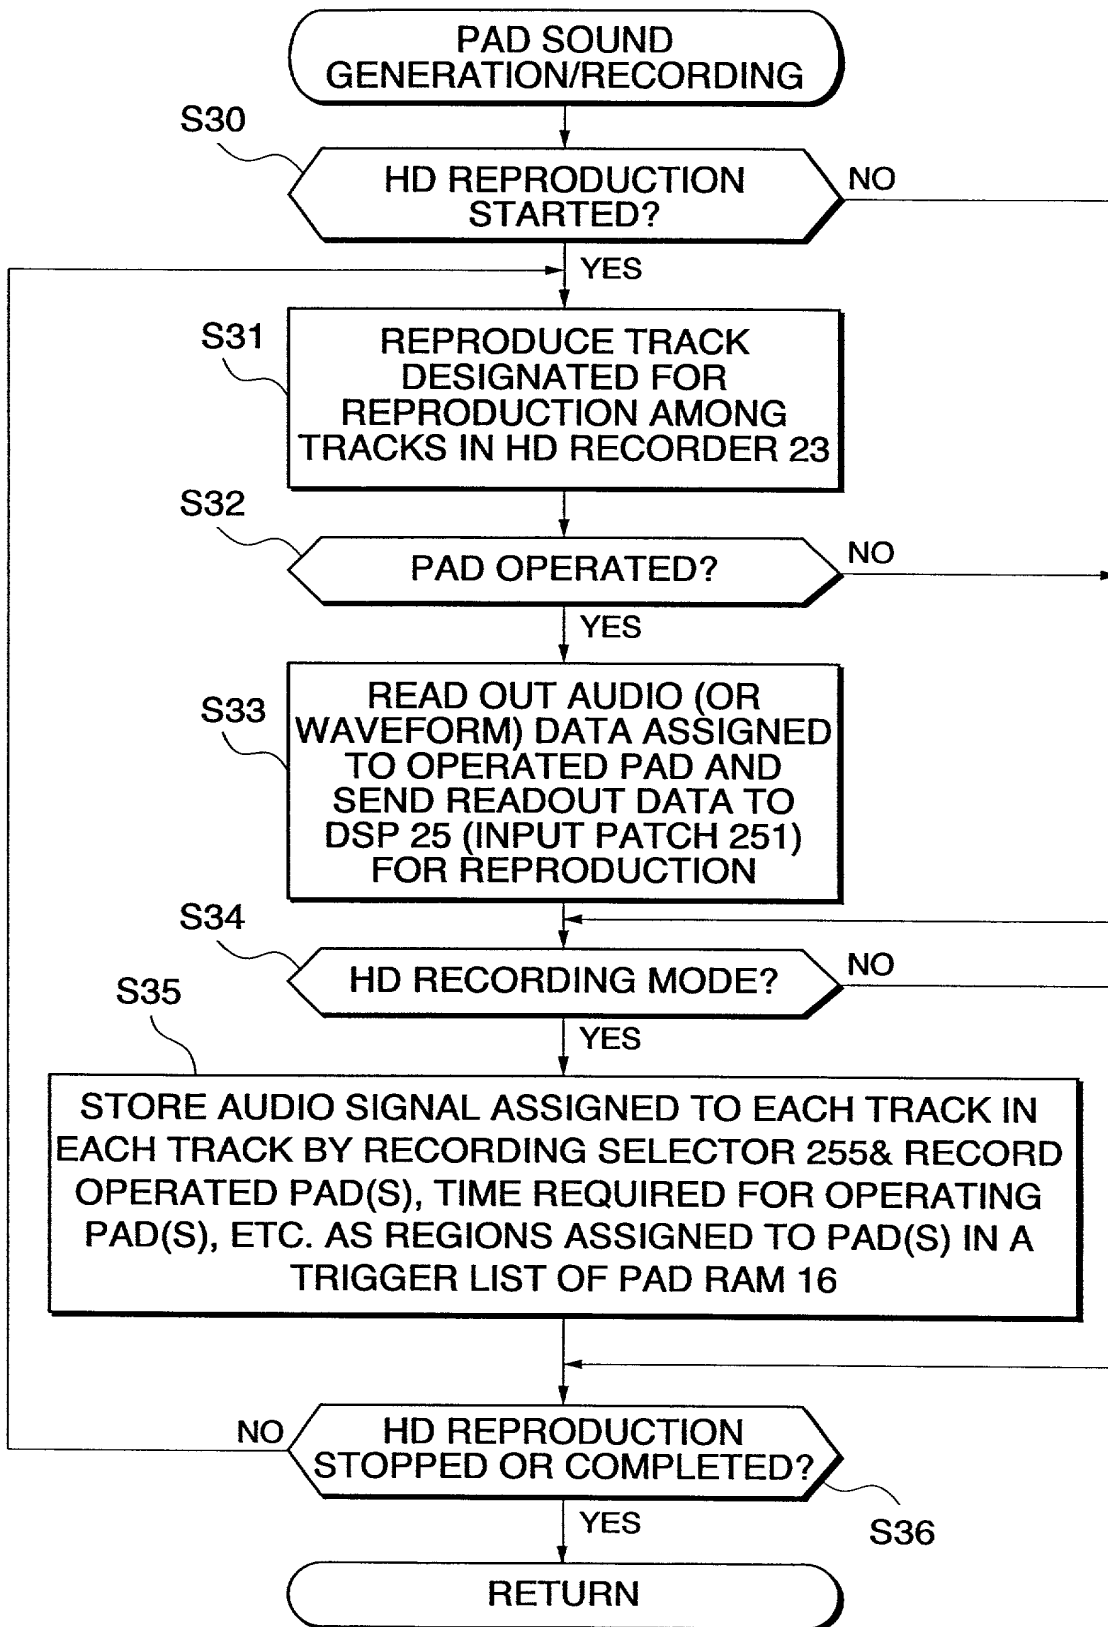 PAD SOUND
GENERATION/RECORDING
S30
HD REPRODUCTION
STARTED?
NO
YES
S31
REPRODUCE TRACK
DESIGNATED FOR
REPRODUCTION AMONG
TRACKS IN HD RECORDER 23
S32
PAD OPERATED?
NO
YES
S33
READ OUT AUDIO (OR
WAVEFORM) DATA ASSIGNED
TO OPERATED PAD AND
SEND READOUT DATA TO
DSP 25 (INPUT PATCH 251)
FOR REPRODUCTION
S34
HD RECORDING MODE?
NO
YES
S35
STORE AUDIO SIGNAL ASSIGNED TO EACH TRACK IN
EACH TRACK BY RECORDING SELECTOR 255& RECORD
OPERATED PAD(S), TIME REQUIRED FOR OPERATING
PAD(S), ETC. AS REGIONS ASSIGNED TO PAD(S) IN A
TRIGGER LIST OF PAD RAM 16
NO
HD REPRODUCTION
STOPPED OR COMPLETED?
YES
S36
RETURN